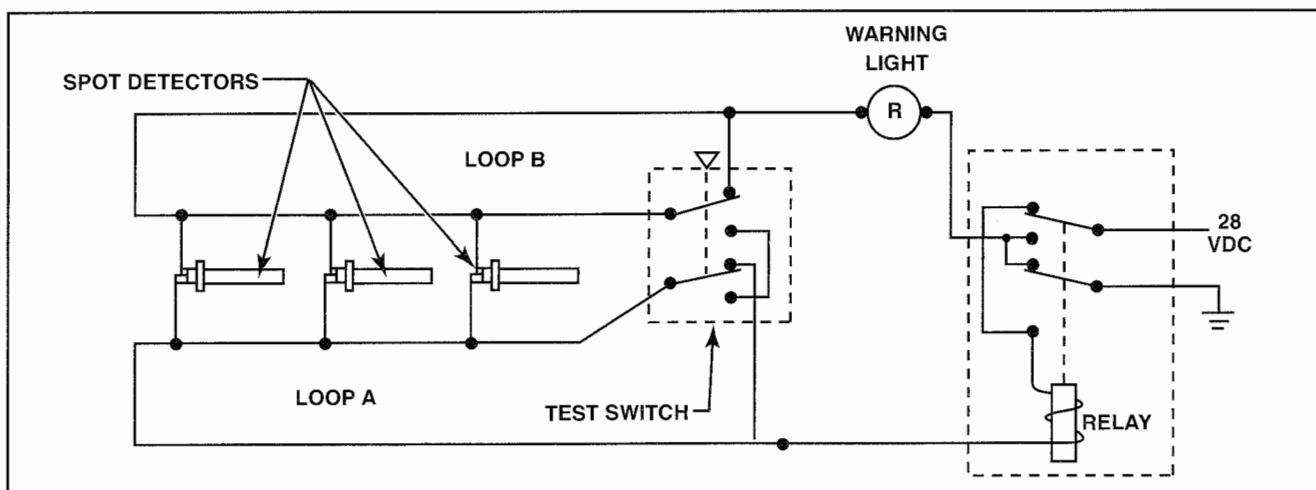 WARNING
LIGHT
SPOT DETECTORS
R
LOOP B
28
VDC
LOOP A
TEST SWITCH
RELAY